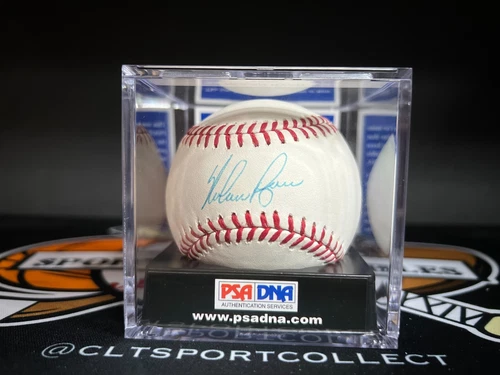 Nolan Ryan
PSA DNA
AUTHENTICATION SERVICES
www.psadna.com
@CLTSPORTCOLLECT